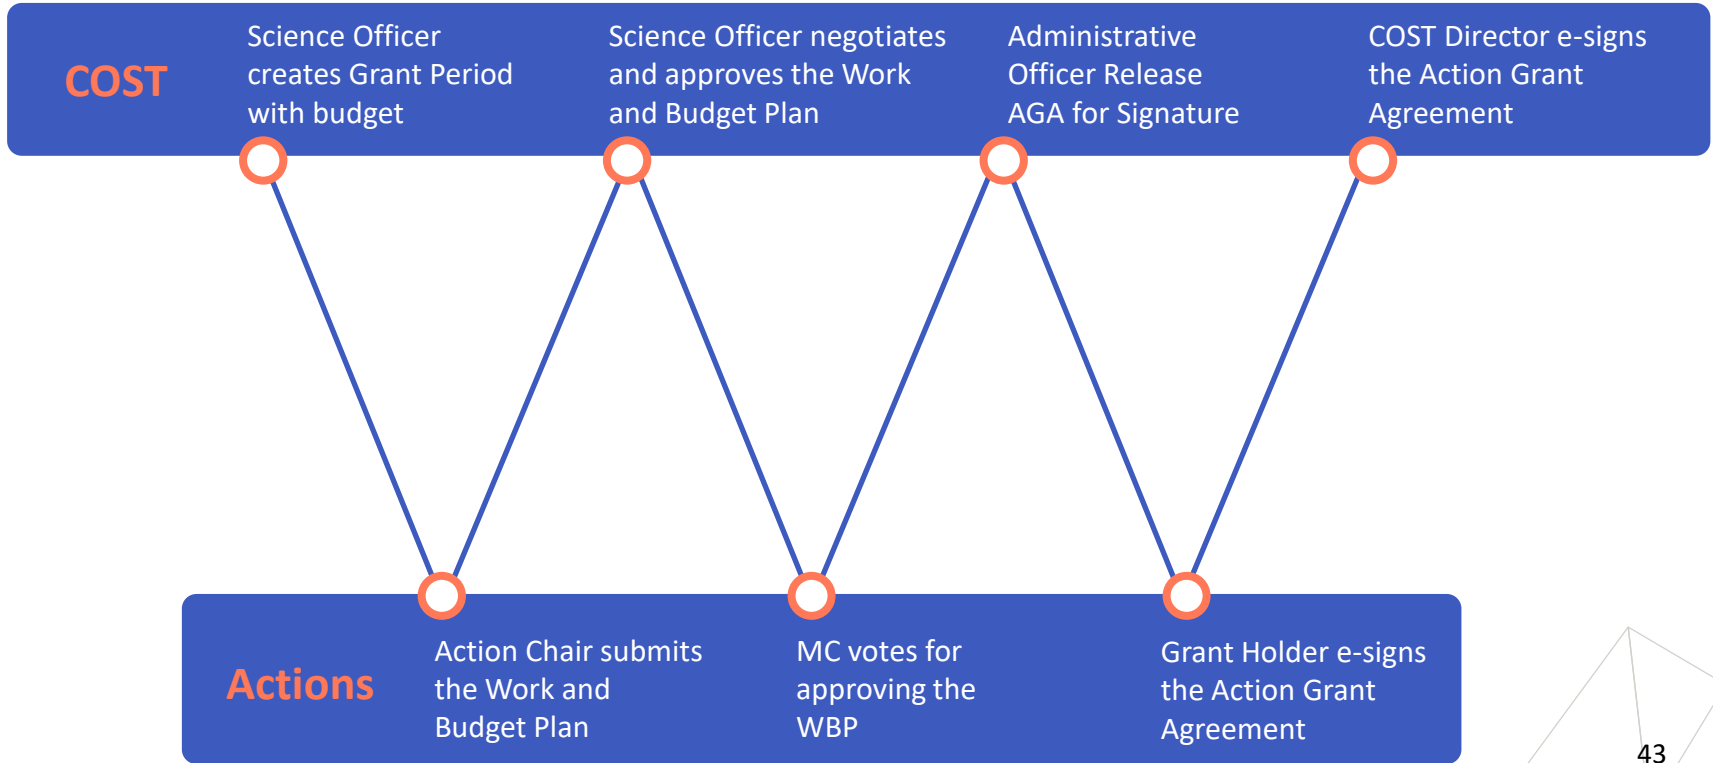 COST
Science Officer
creates Grant Period
with budget
Science Officer negotiates
and approves the Work
and Budget Plan
Administrative
Officer Release
AGA for Signature
COST Director e-signs
the Action Grant
Agreement
Actions
Action Chair submits
the Work and
Budget Plan
MC votes for
approving the
WBP
Grant Holder e-signs
the Action Grant
Agreement
43